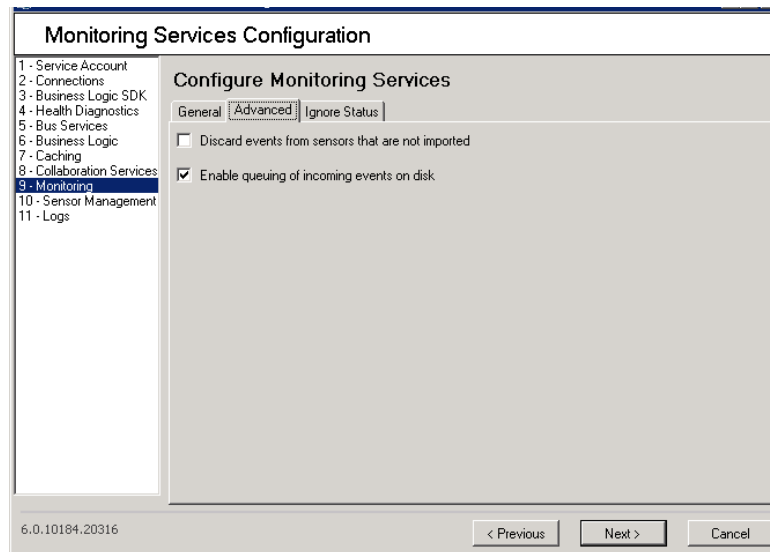 Monitoring Services Configuration
1 - Service Account
2 - Connections
3 - Business Logic SDK
4 - Health Diagnostics
5 - Bus Services
6 - Business Logic
7 - Caching
8 - Collaboration Services
9 - Monitoring
10 - Sensor Management
11 - Logs
Configure Monitoring Services
General Advanced Ignore Status
Discard events from sensors that are not imported
Enable queuing of incoming events on disk
6.0.10184.20316
< Previous Next > Cancel